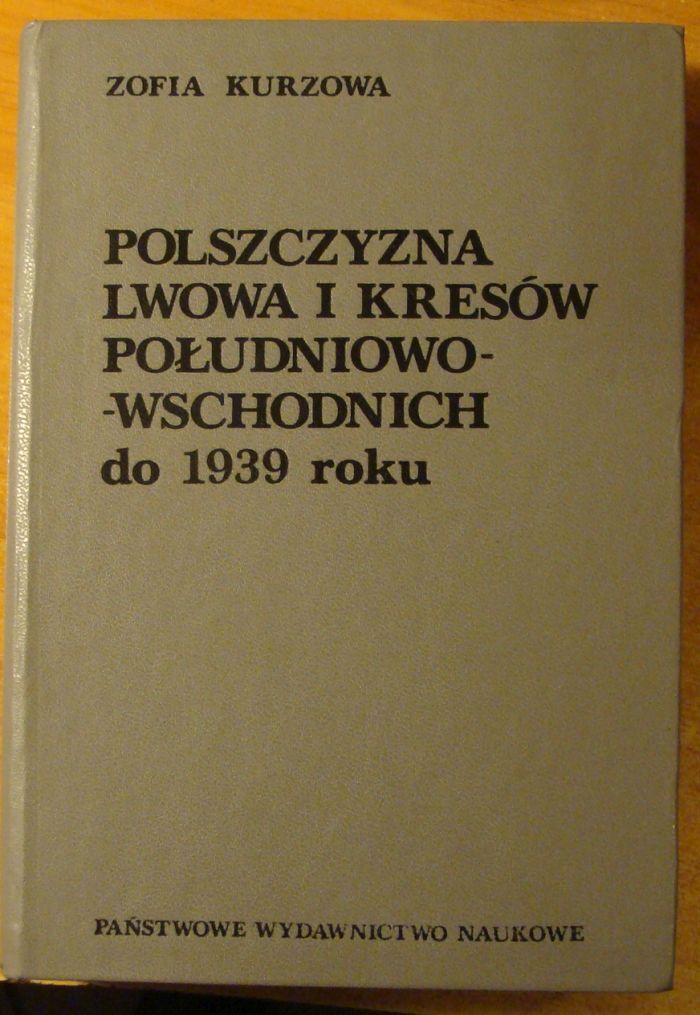 ZOFIA KURZOWA
POLSZCZYZNA
LWOWA I KRESÓW
POŁUDNIOWO-
-WSCHODNICH
do 1939 roku
PAŃSTWOWE WYDAWNICTWO NAUKOWE